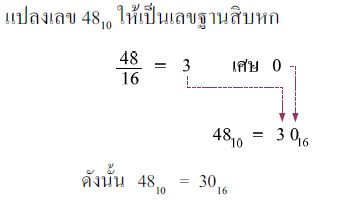 แปลงเลข 48₁₀ ให้เป็นเลขฐานสิบหก
48/16 = 3 เศษ 0
48₁₀ = 3 0₁₆
ดังนั้น 48₁₀ = 30₁₆